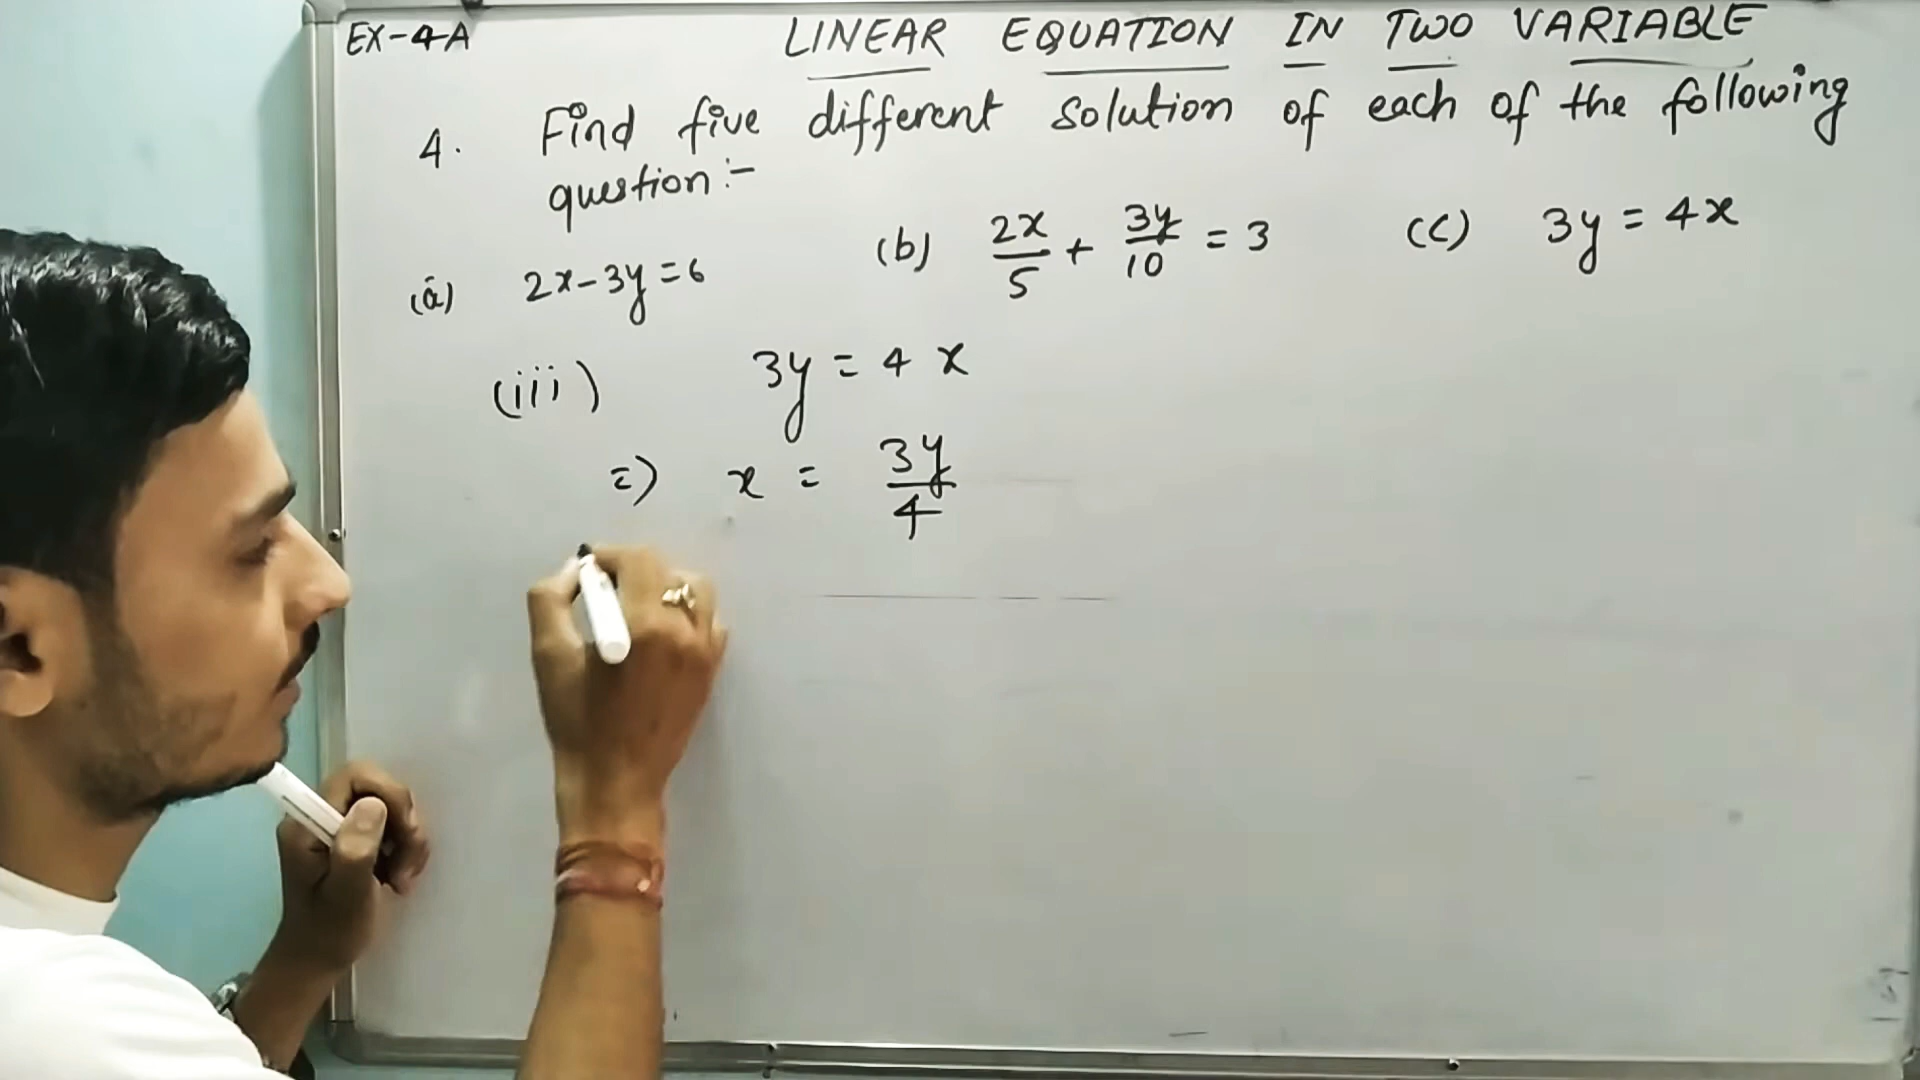 EX-4A
LINEAR EQUATION IN TWO VARIABLE
4. Find five different solution of each of the following
question:-
(a) 2x-3y=6 (b) 2x/5 + 3y/10 = 3 (c) 3y = 4x
(iii) 3y = 4 x
=) x = 3y/4